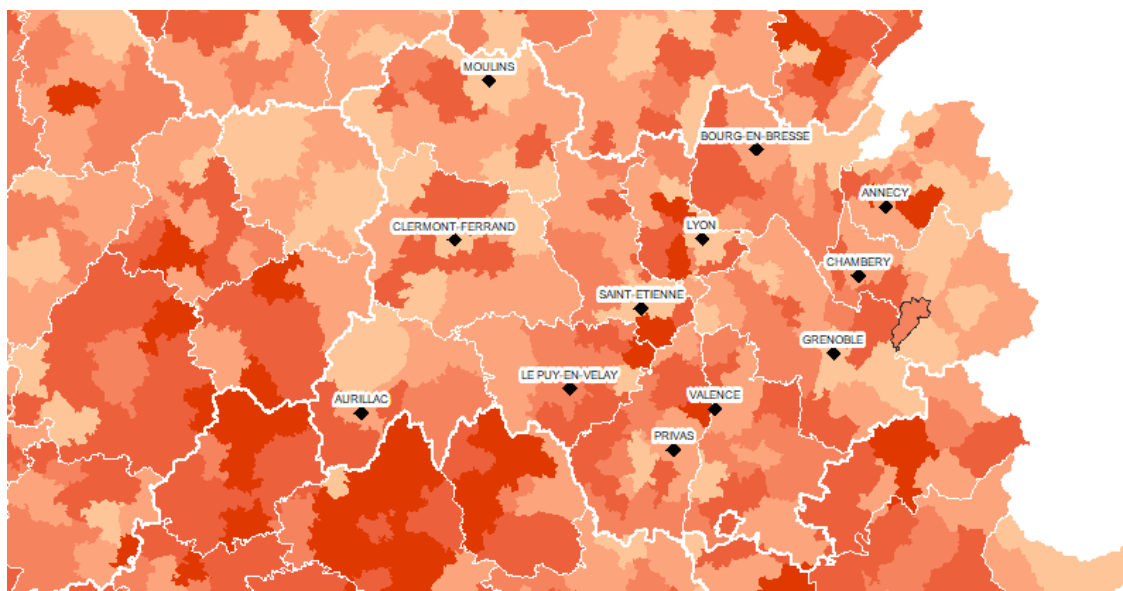 MOULINS
BOURG-EN-BRESSE
ANNECY
CLERMONT-FERRAND
LYON
CHAMBERY
SAINT-ETIENNE
GRENOBLE
LE PUY-EN-VELAY
AURILLAC
VALENCE
PRIVAS